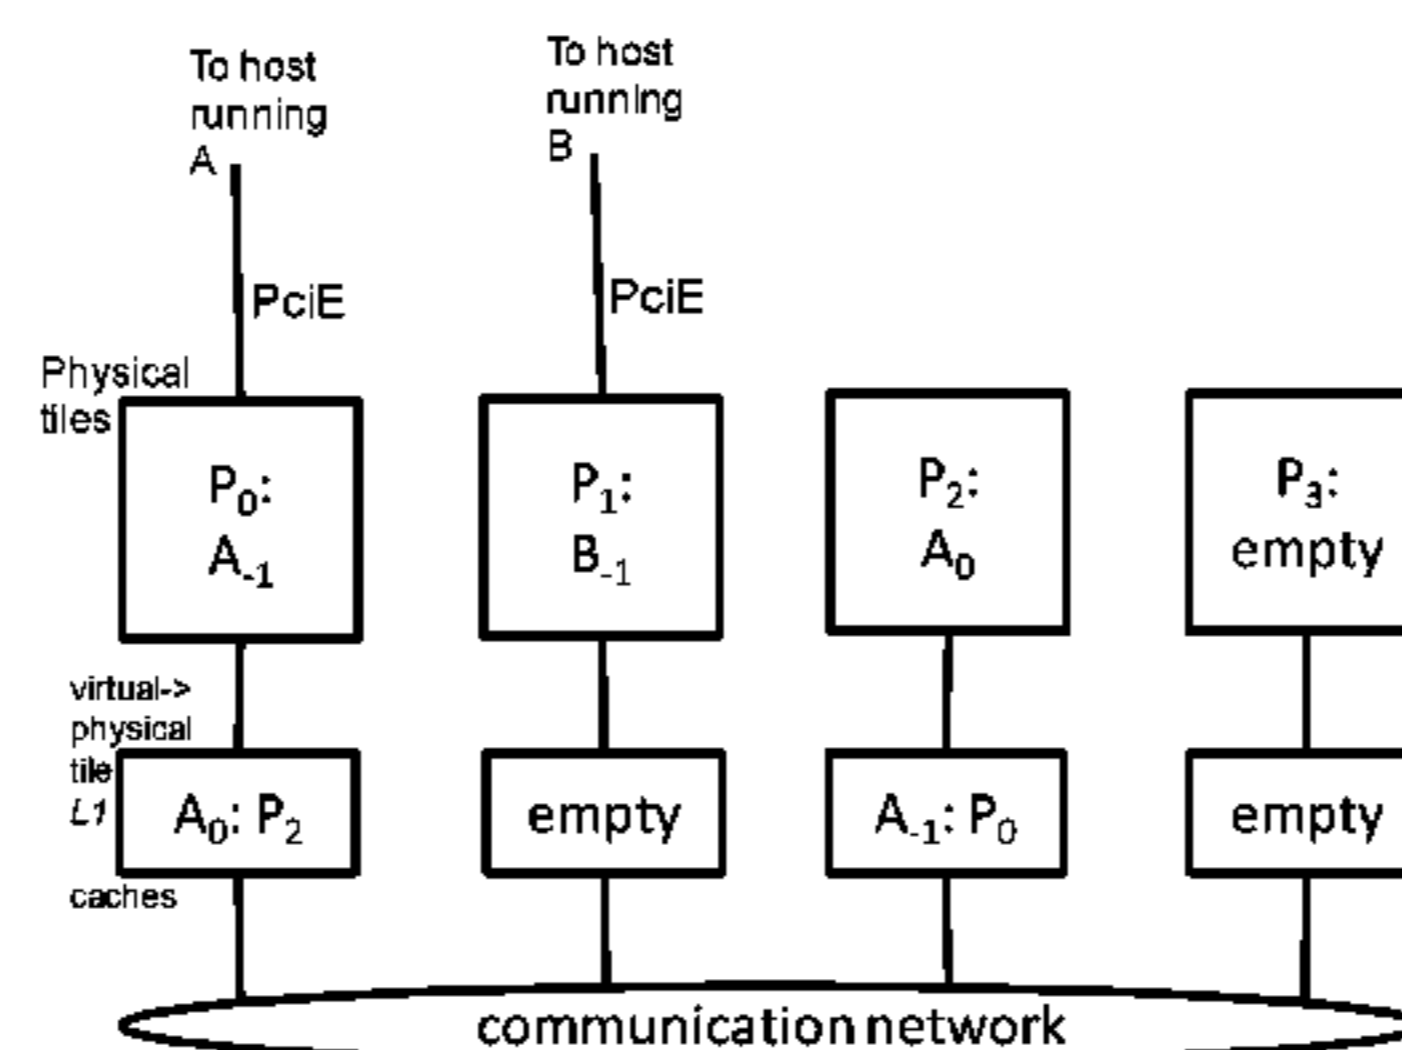 To host
running
A
To host
running
B
PciE
PciE
Physical
tiles
P0:
A-1
P1:
B-1
P2:
A0
P3:
empty
virtual->
physical
tile
L1
caches
A0: P2
empty
A-1: P0
empty
communication network